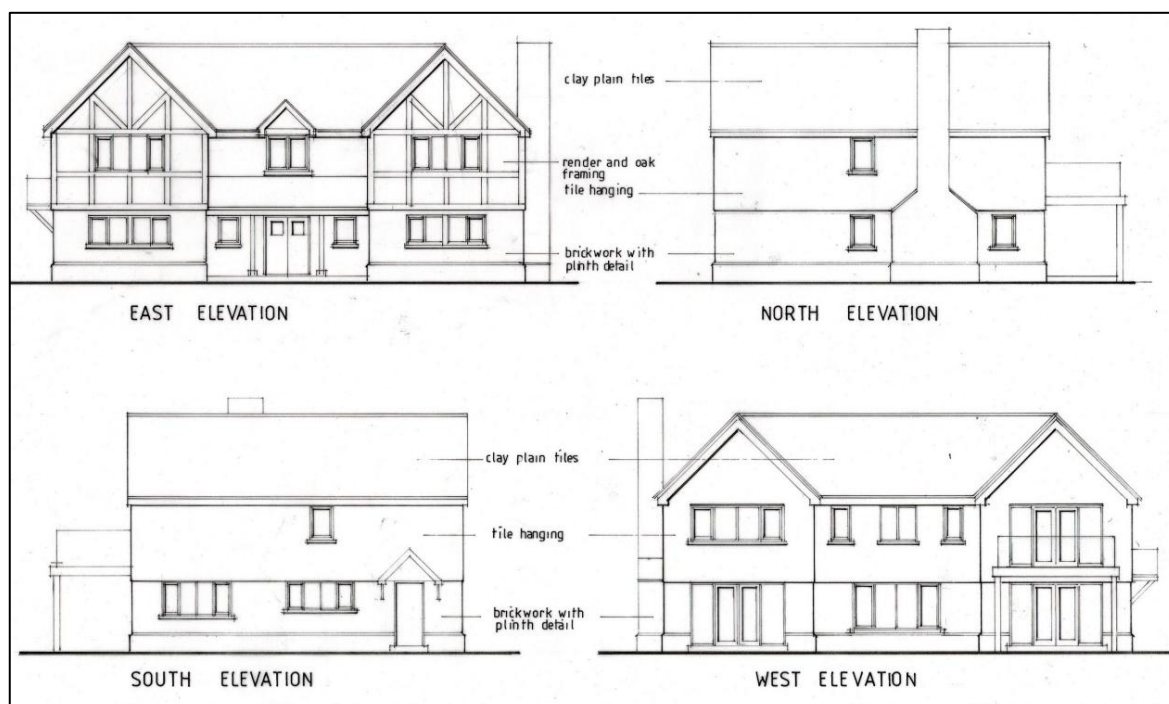 clay plain tiles
render and oak
framing
tile hanging
brickwork with
plinth detail
EAST ELEVATION
NORTH ELEVATION
clay plain tiles
tile hanging
brickwork with
plinth detail
SOUTH ELEVATION
WEST ELEVATION